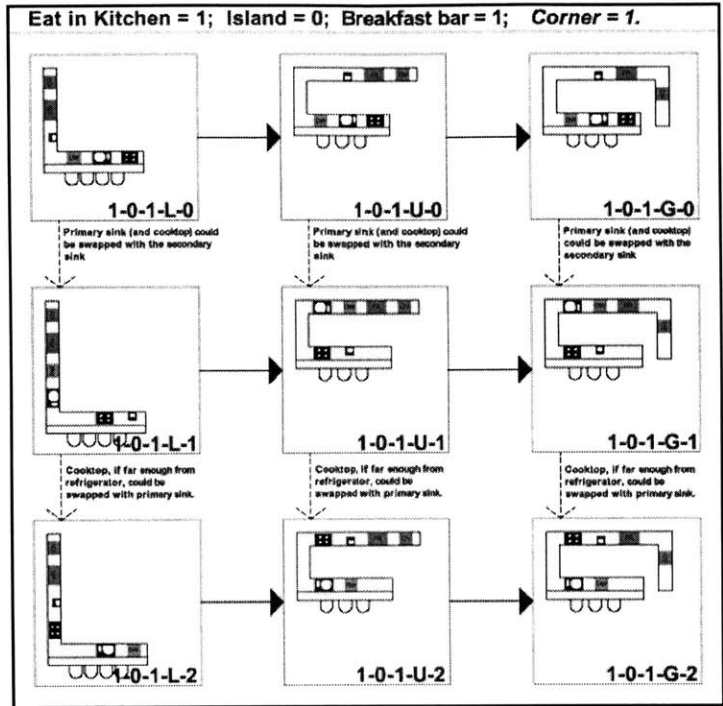 Eat in Kitchen = 1; Island = 0; Breakfast bar = 1; Corner = 1.
1-0-1-L-0
1-0-1-U-0
1-0-1-G-0
Primary sink (and cooktop) could
be swapped with the secondary
sink
Primary sink (and cooktop) could
be swapped with the secondary
sink
Primary sink (and cooktop)
could be swapped with the
secondary sink
1-0-1-L-1
1-0-1-U-1
1-0-1-G-1
Cooktop, if far enough from
refrigerator, could be
swapped with primary sink.
Cooktop, if far enough from
refrigerator, could be
swapped with primary sink.
Cooktop, if far enough from
refrigerator, could be
swapped with primary sink.
1-0-1-L-2
1-0-1-U-2
1-0-1-G-2